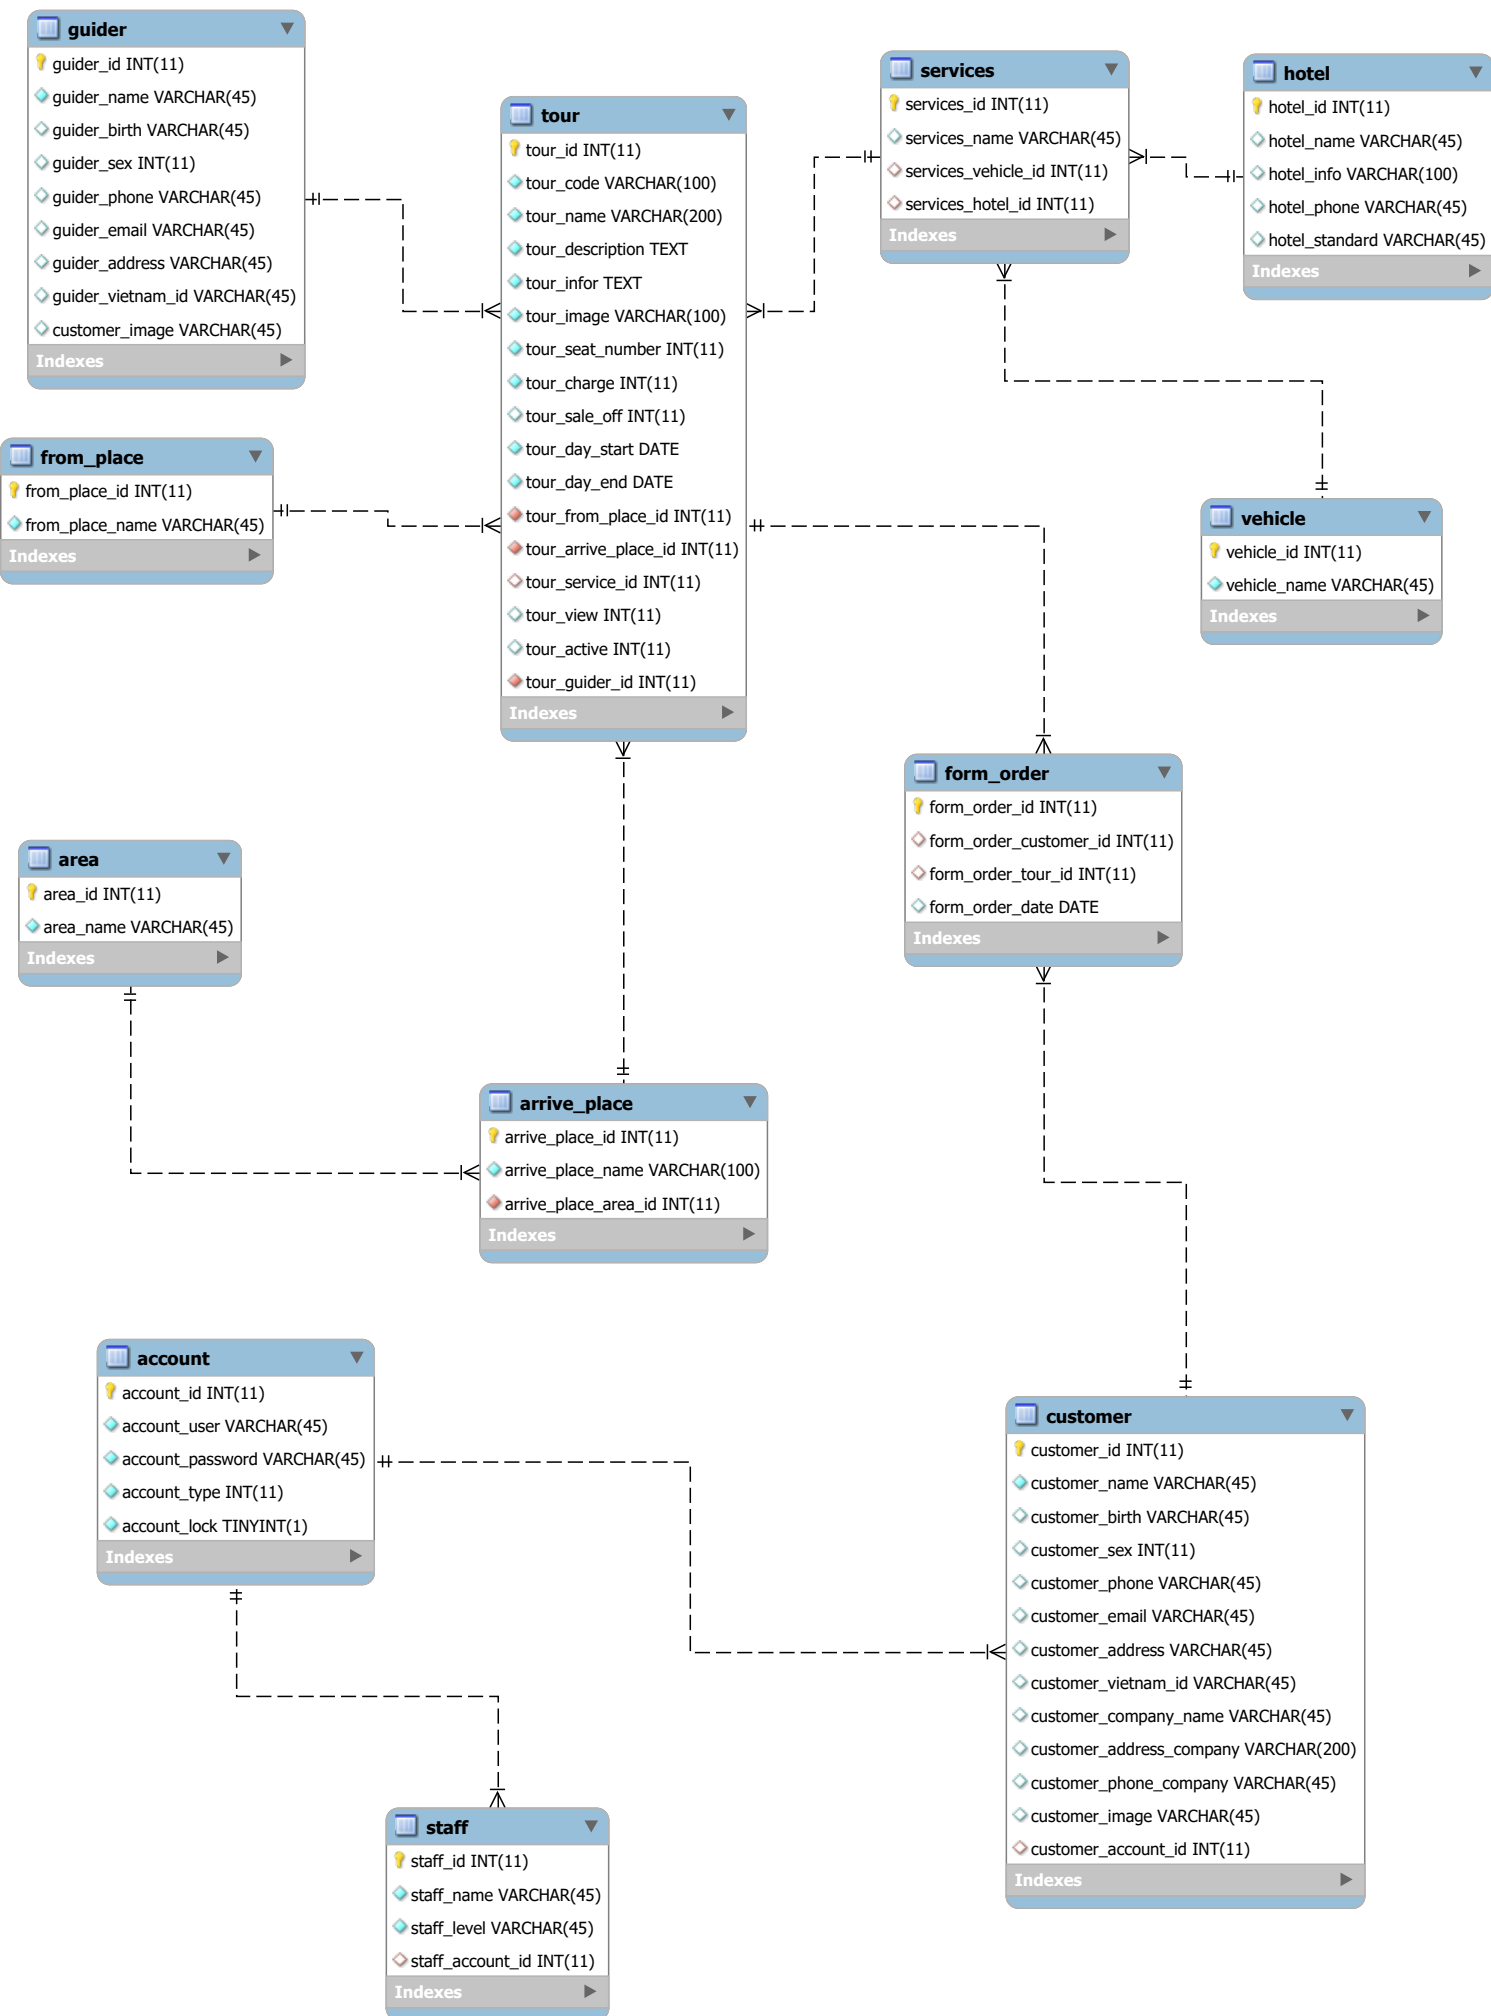 guider
guider_id INT(11)
guider_name VARCHAR(45)
guider_birth VARCHAR(45)
guider_sex INT(11)
guider_phone VARCHAR(45)
guider_email VARCHAR(45)
guider_address VARCHAR(45)
guider_vietnam_id VARCHAR(45)
customer_image VARCHAR(45)
Indexes
tour
tour_id INT(11)
tour_code VARCHAR(100)
tour_name VARCHAR(200)
tour_description TEXT
tour_infor TEXT
tour_image VARCHAR(100)
tour_seat_number INT(11)
tour_charge INT(11)
tour_sale_off INT(11)
tour_day_start DATE
tour_day_end DATE
tour_from_place_id INT(11)
tour_arrive_place_id INT(11)
tour_service_id INT(11)
tour_view INT(11)
tour_active INT(11)
tour_guider_id INT(11)
Indexes
services
services_id INT(11)
services_name VARCHAR(45)
services_vehicle_id INT(11)
services_hotel_id INT(11)
Indexes
hotel
hotel_id INT(11)
hotel_name VARCHAR(45)
hotel_info VARCHAR(100)
hotel_phone VARCHAR(45)
hotel_standard VARCHAR(45)
Indexes
from_place
from_place_id INT(11)
from_place_name VARCHAR(45)
Indexes
vehicle
vehicle_id INT(11)
vehicle_name VARCHAR(45)
Indexes
form_order
form_order_id INT(11)
form_order_customer_id INT(11)
form_order_tour_id INT(11)
form_order_date DATE
Indexes
area
area_id INT(11)
area_name VARCHAR(45)
Indexes
arrive_place
arrive_place_id INT(11)
arrive_place_name VARCHAR(100)
arrive_place_area_id INT(11)
Indexes
account
account_id INT(11)
account_user VARCHAR(45)
account_password VARCHAR(45)
account_type INT(11)
account_lock TINYINT(1)
Indexes
customer
customer_id INT(11)
customer_name VARCHAR(45)
customer_birth VARCHAR(45)
customer_sex INT(11)
customer_phone VARCHAR(45)
customer_email VARCHAR(45)
customer_address VARCHAR(45)
customer_vietnam_id VARCHAR(45)
customer_company_name VARCHAR(45)
customer_address_company VARCHAR(200)
customer_phone_company VARCHAR(45)
customer_image VARCHAR(45)
customer_account_id INT(11)
Indexes
staff
staff_id INT(11)
staff_name VARCHAR(45)
staff_level VARCHAR(45)
staff_account_id INT(11)
Indexes